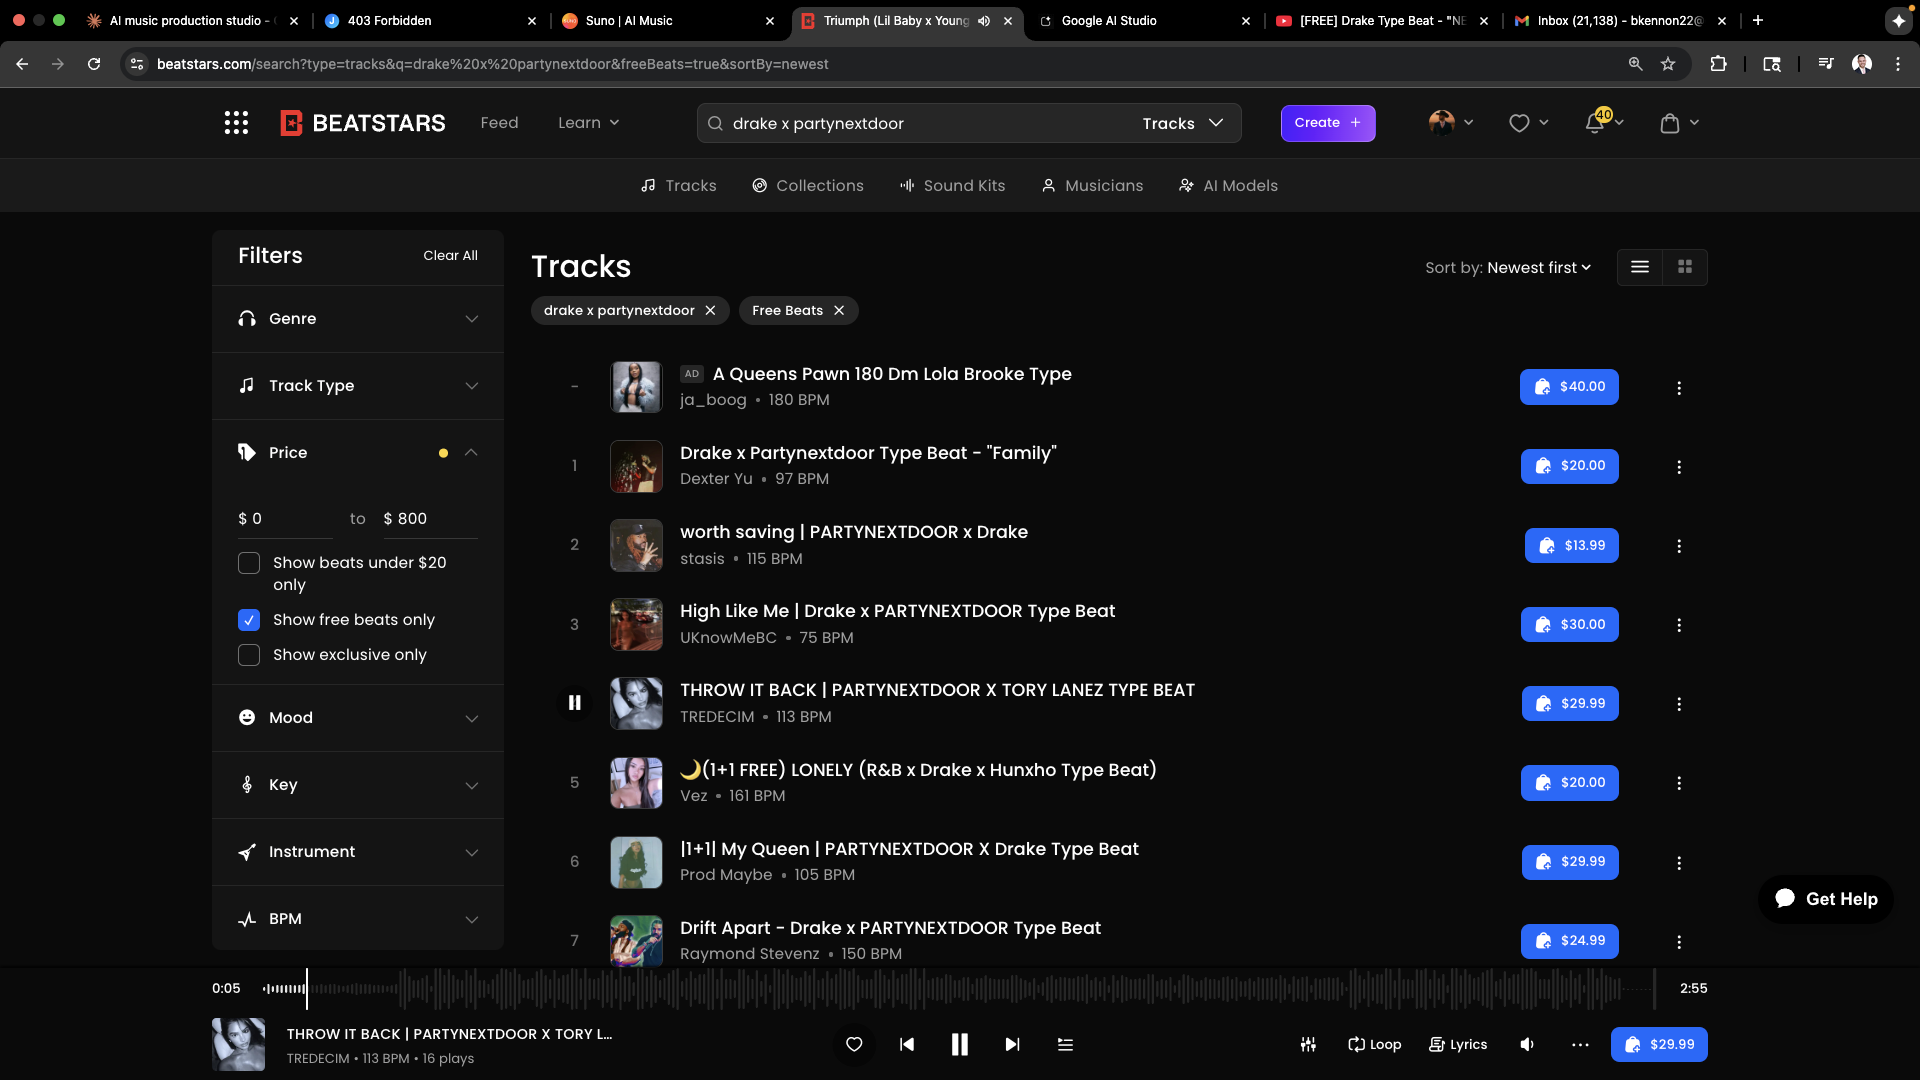 AI music production studio -
403 Forbidden
Suno | AI Music
Triumph (Lil Baby x Young
Google AI Studio
[FREE] Drake Type Beat - "NE
Inbox (21,138) - bkennon22@
beatstars.com/search?type=tracks&q=drake%20x%20partynextdoor&freeBeats=true&sortBy=newest
BEATSTARS
Feed
Learn
drake x partynextdoor
Tracks
Create +
40
Tracks
Collections
Sound Kits
Musicians
AI Models
Filters
Clear All
Genre
Track Type
Price
$ 0 to $ 800
Show beats under $20
only
Show free beats only
Show exclusive only
Mood
Key
Instrument
BPM
Tracks
Sort by: Newest first
drake x partynextdoor
Free Beats
–
AD A Queens Pawn 180 Dm Lola Brooke Type
ja_boog • 180 BPM
$40.00
1
Drake x Partynextdoor Type Beat - "Family"
Dexter Yu • 97 BPM
$20.00
2
worth saving | PARTYNEXTDOOR x Drake
stasis • 115 BPM
$13.99
3
High Like Me | Drake x PARTYNEXTDOOR Type Beat
UKnowMeBC • 75 BPM
$30.00
THROW IT BACK | PARTYNEXTDOOR X TORY LANEZ TYPE BEAT
TREDECIM • 113 BPM
$29.99
5
🌙(1+1 FREE) LONELY (R&B x Drake x Hunxho Type Beat)
Vez • 161 BPM
$20.00
6
|1+1| My Queen | PARTYNEXTDOOR X Drake Type Beat
Prod Maybe • 105 BPM
$29.99
7
Drift Apart - Drake x PARTYNEXTDOOR Type Beat
Raymond Stevenz • 150 BPM
$24.99
Get Help
0:05
2:55
THROW IT BACK | PARTYNEXTDOOR X TORY L...
TREDECIM • 113 BPM • 16 plays
Loop
Lyrics
$29.99